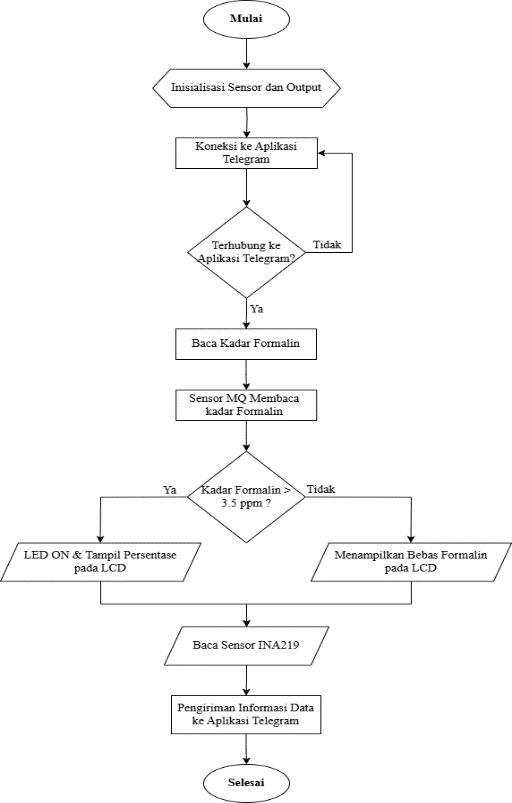 Mulai
Inisialisasi Sensor dan Output
Koneksi ke Aplikasi
Telegram
Terhubung ke
Aplikasi Telegram?
Tidak
Ya
Baca Kadar Formalin
Sensor MQ Membaca
kadar Formalin
Ya
Kadar Formalin >
3.5 ppm ?
Tidak
LED ON & Tampil Persentase
pada LCD
Menampilkan Bebas Formalin
pada LCD
Baca Sensor INA219
Pengiriman Informasi Data
ke Aplikasi Telegram
Selesai